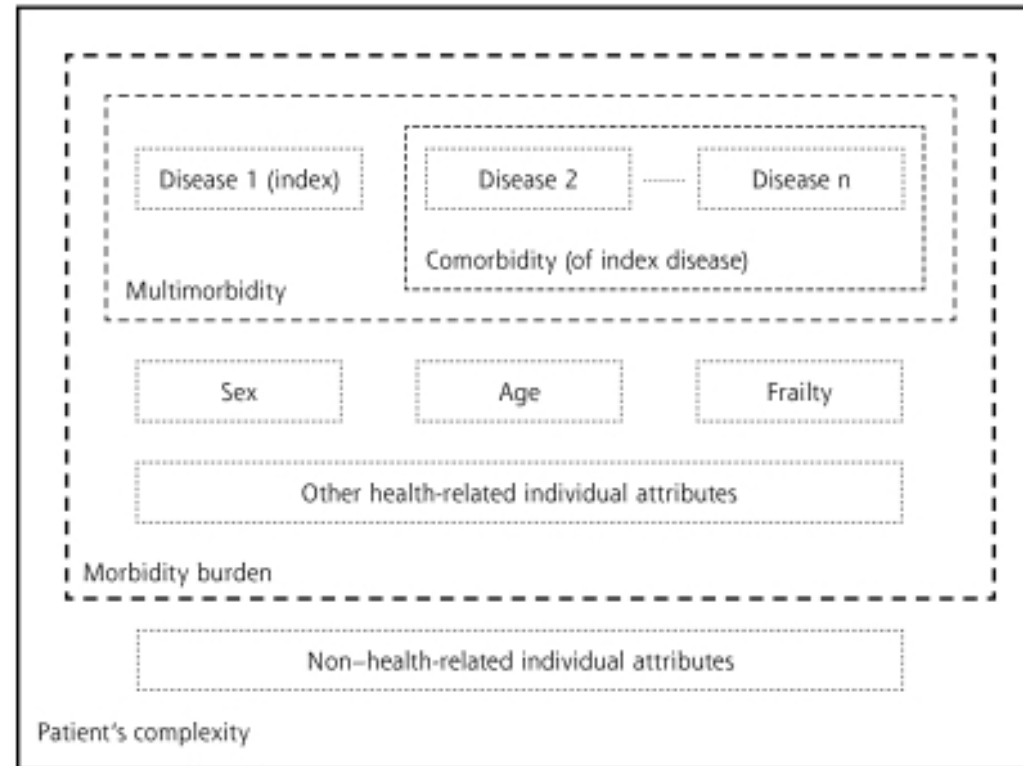 Disease 1 (index)
Disease 2
Disease n
Comorbidity (of index disease)
Multimorbidity
Sex
Age
Frailty
Other health-related individual attributes
Morbidity burden
Non–health-related individual attributes
Patient's complexity